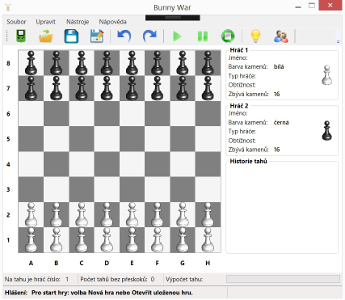 Bunny War
Soubor Upravit Nástroje Nápověda
Hráč 1
Jméno:
Barva kamenů: bílá
Typ hráče:
Obtížnost:
Zbývá kamenů: 16
Hráč 2
Jméno:
Barva kamenů: černá
Typ hráče:
Obtížnost:
Zbývá kamenů: 16
Historie tahů
8
7
6
5
4
3
2
1
A B C D E F G H
Na tahu je hráč číslo: 1 Počet tahů bez přeskoků: 0 Výpočet tahu:
Hlášení: Pro start hry: volba Nová hra nebo Otevřít uloženou hru.